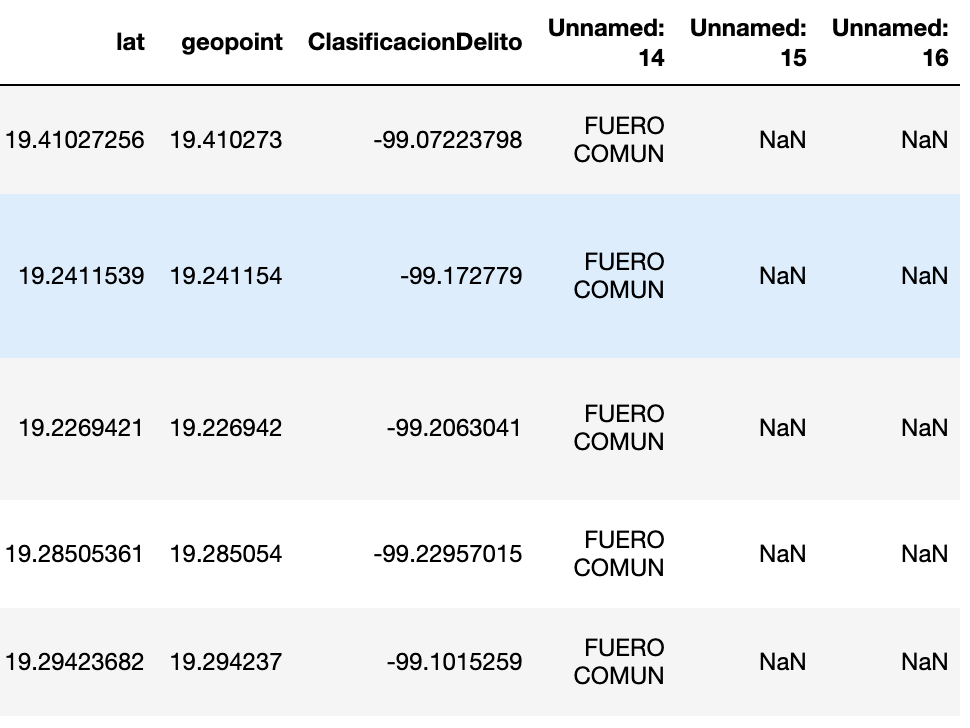 lat geopoint ClasificacionDelito Unnamed: 14 Unnamed: 15 Unnamed: 16
19.41027256 19.410273 -99.07223798 FUERO COMUN NaN NaN
19.2411539 19.241154 -99.172779 FUERO COMUN NaN NaN
19.2269421 19.226942 -99.2063041 FUERO COMUN NaN NaN
19.28505361 19.285054 -99.22957015 FUERO COMUN NaN NaN
19.29423682 19.294237 -99.1015259 FUERO COMUN NaN NaN